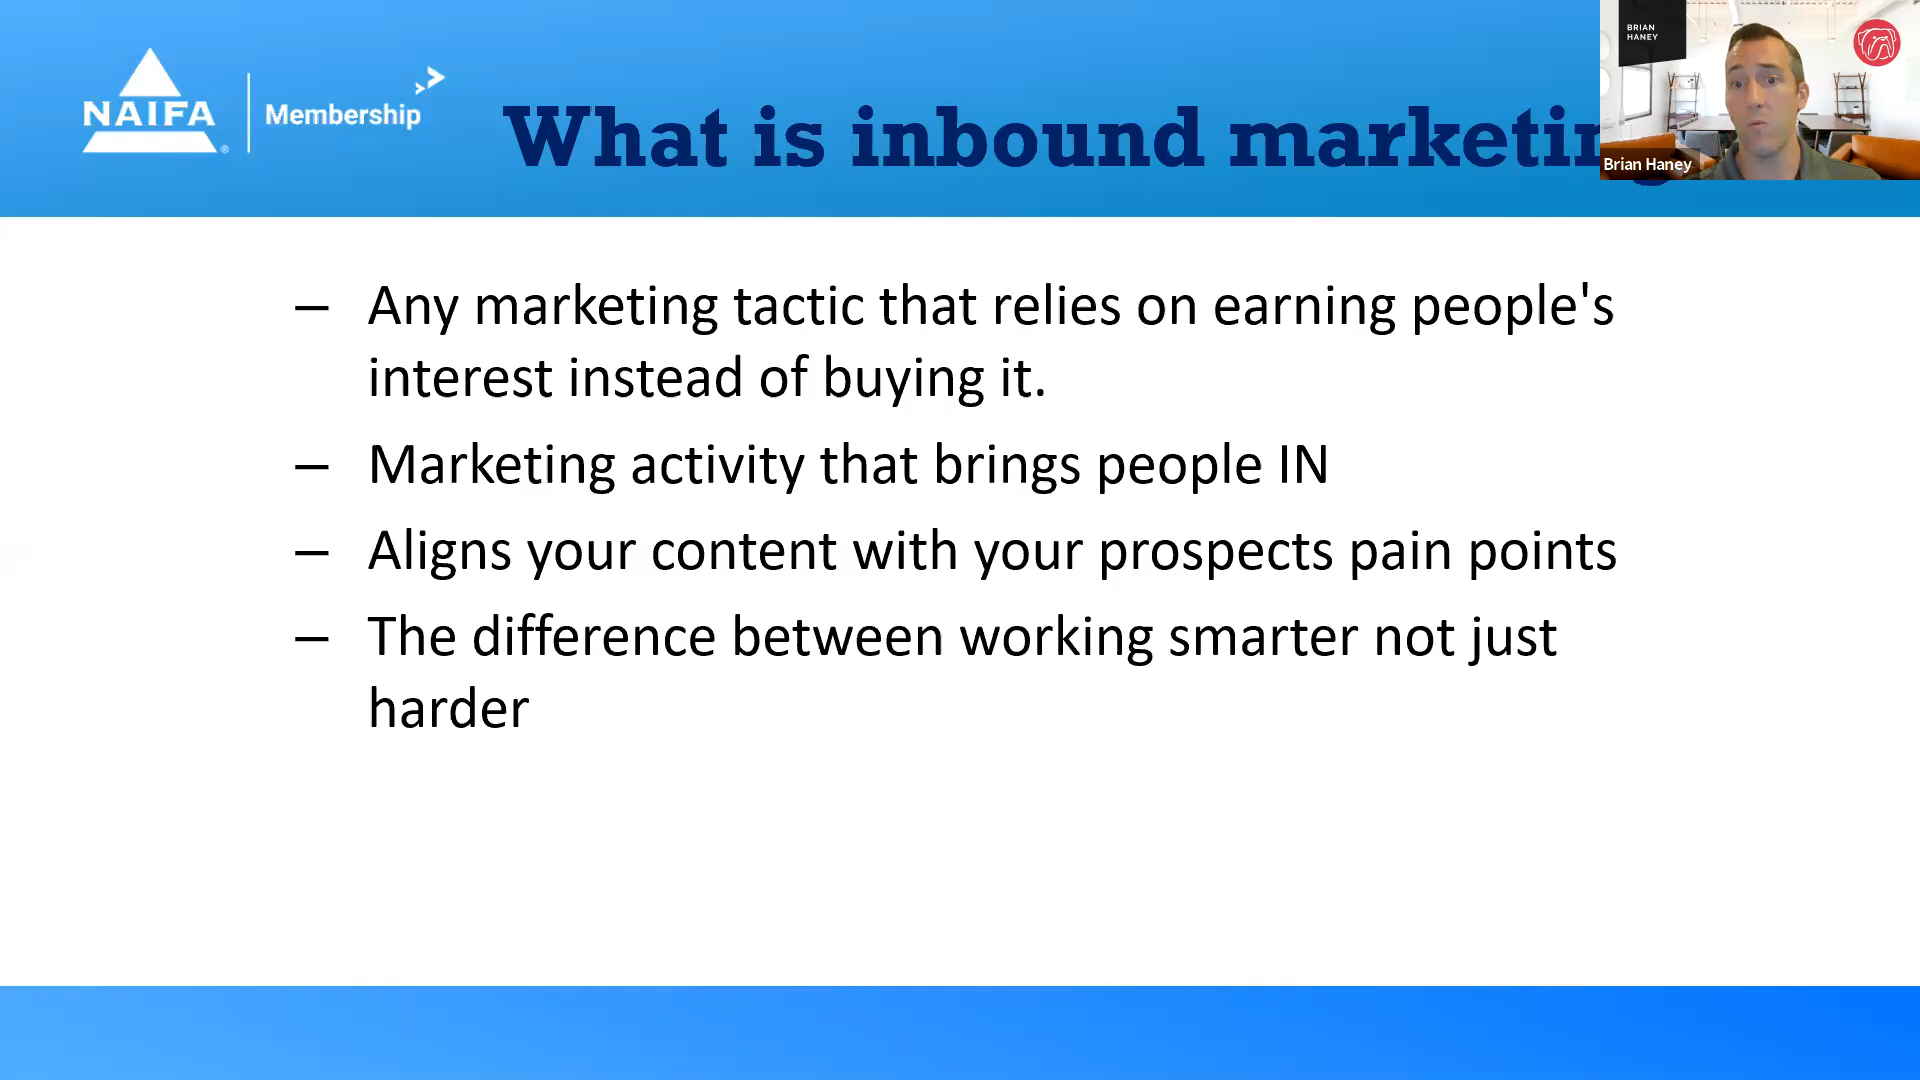 NAIFA
®
Membership
What is inbound marketing
BRIAN
HANEY
Brian Haney
– Any marketing tactic that relies on earning people's
interest instead of buying it.
– Marketing activity that brings people IN
– Aligns your content with your prospects pain points
– The difference between working smarter not just
harder